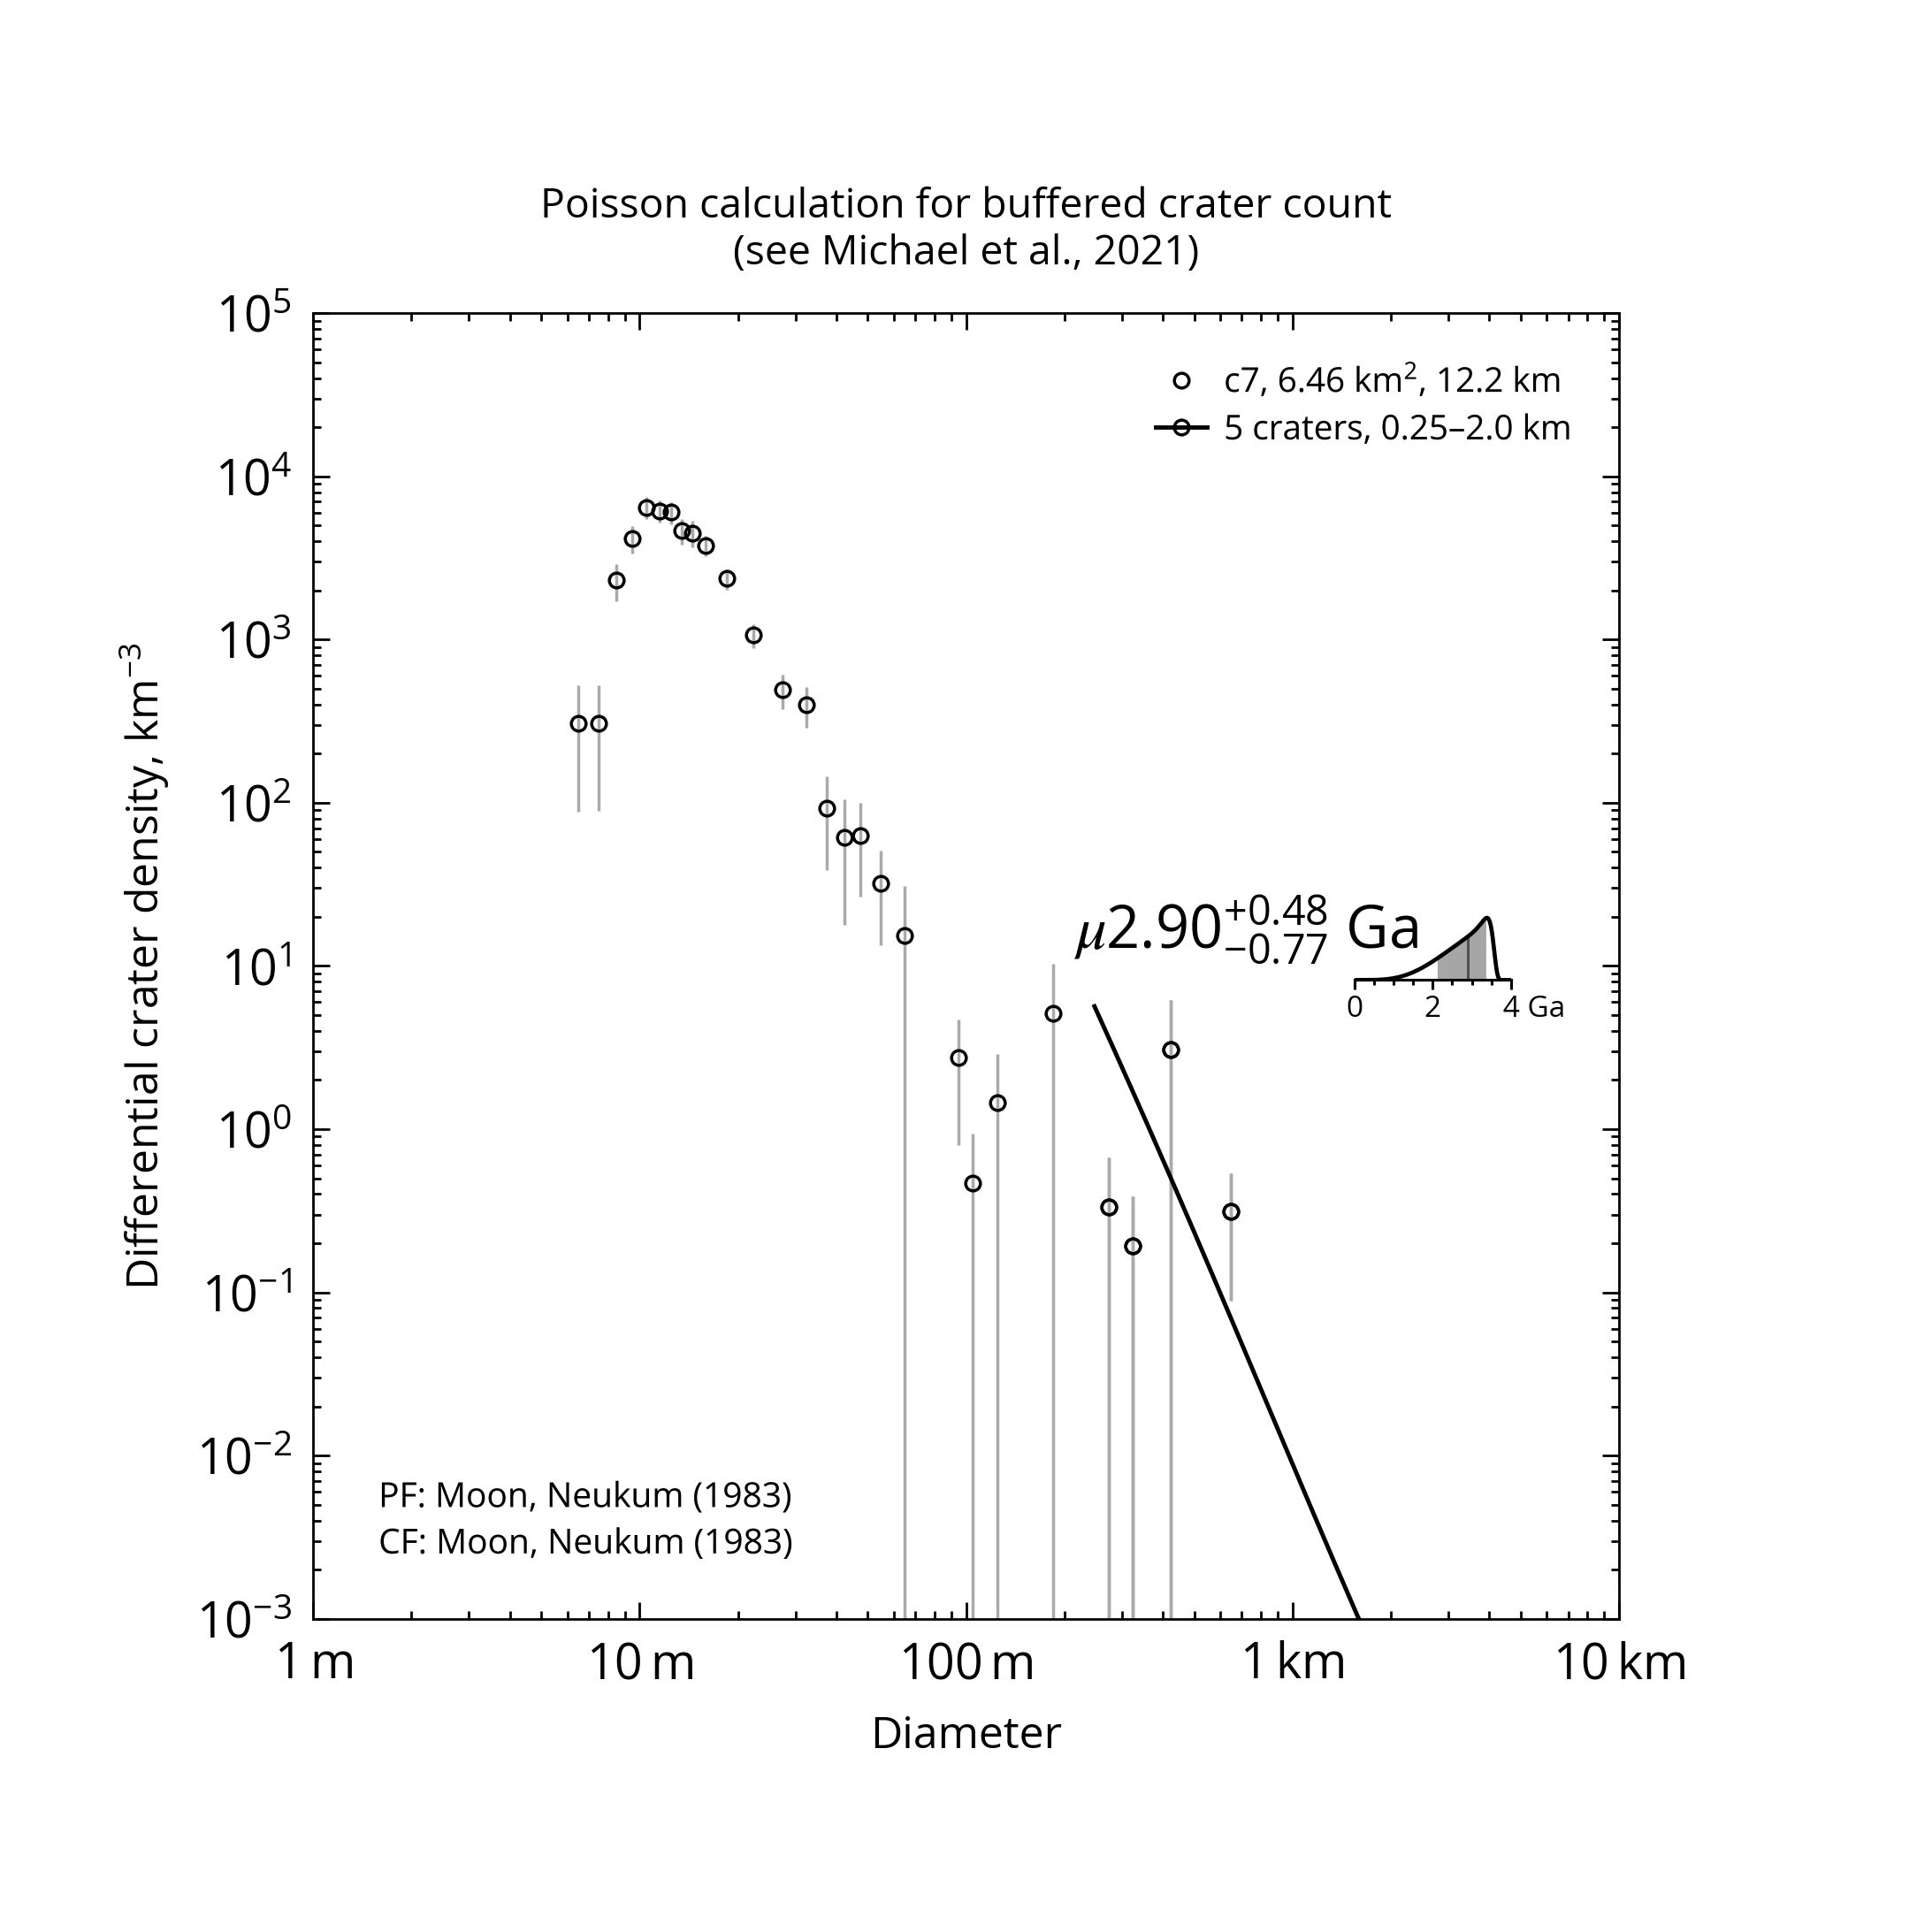 Poisson calculation for buffered crater count
(see Michael et al., 2021)
10⁵
10⁴
10³
10²
10¹
10⁰
10⁻¹
10⁻²
10⁻³
Differential crater density, km⁻³
c7, 6.46 km², 12.2 km
5 craters, 0.25–2.0 km
μ2.90 +0.48 −0.77 Ga
0 2 4 Ga
PF: Moon, Neukum (1983)
CF: Moon, Neukum (1983)
1 m 10 m 100 m 1 km 10 km
Diameter